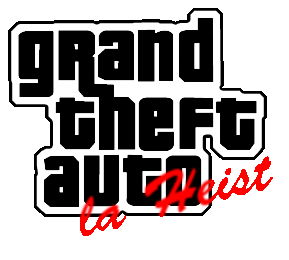 grand
theft
auto
la Heist